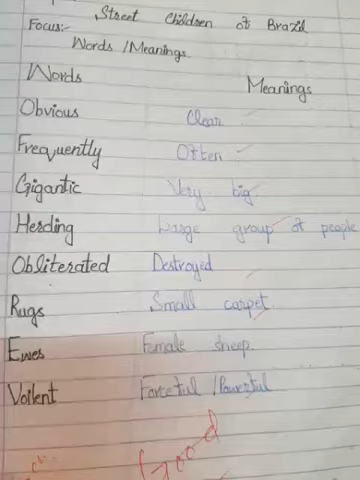 Street Children of Brazil
Focus:-
Words /Meanings
Words Meanings
Obvious Clear
Frequently Often
Gigantic Very big
Herding Large group of people
Obliterated Destroyed
Rugs Small carpet
Ewes Female sheep
Voilent Forceful /Powerful
Good